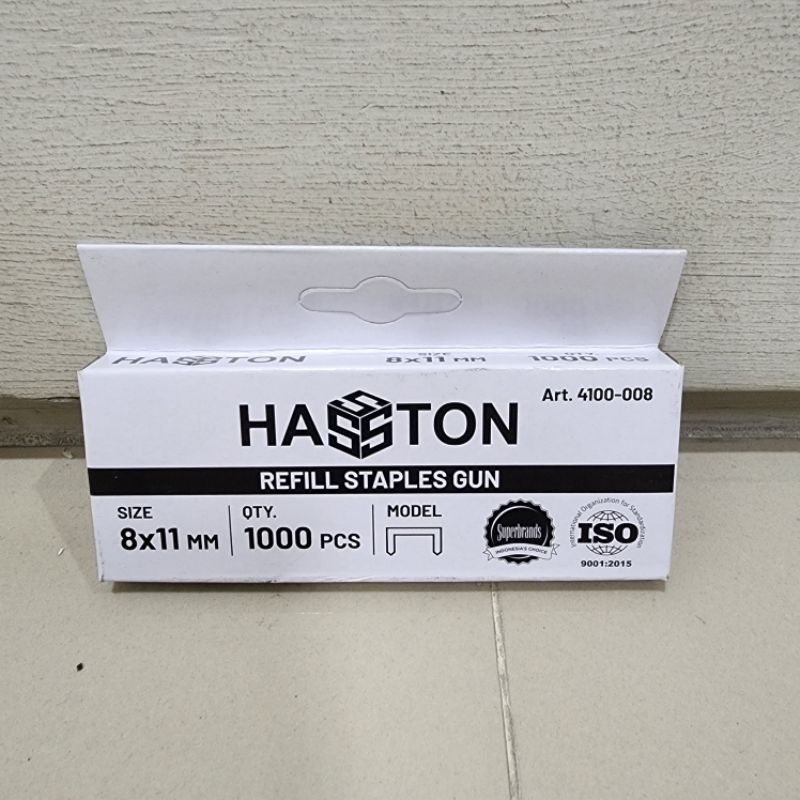 HASSTON
SIZE
8x11 MM
QTY.
1000 PCS
Art. 4100-008
HASSTON
REFILL STAPLES GUN
SIZE
8x11 MM
QTY.
1000 PCS
MODEL
Superbrands
INDONESIA'S CHOICE
International Organization for Standardization
ISO
9001:2015